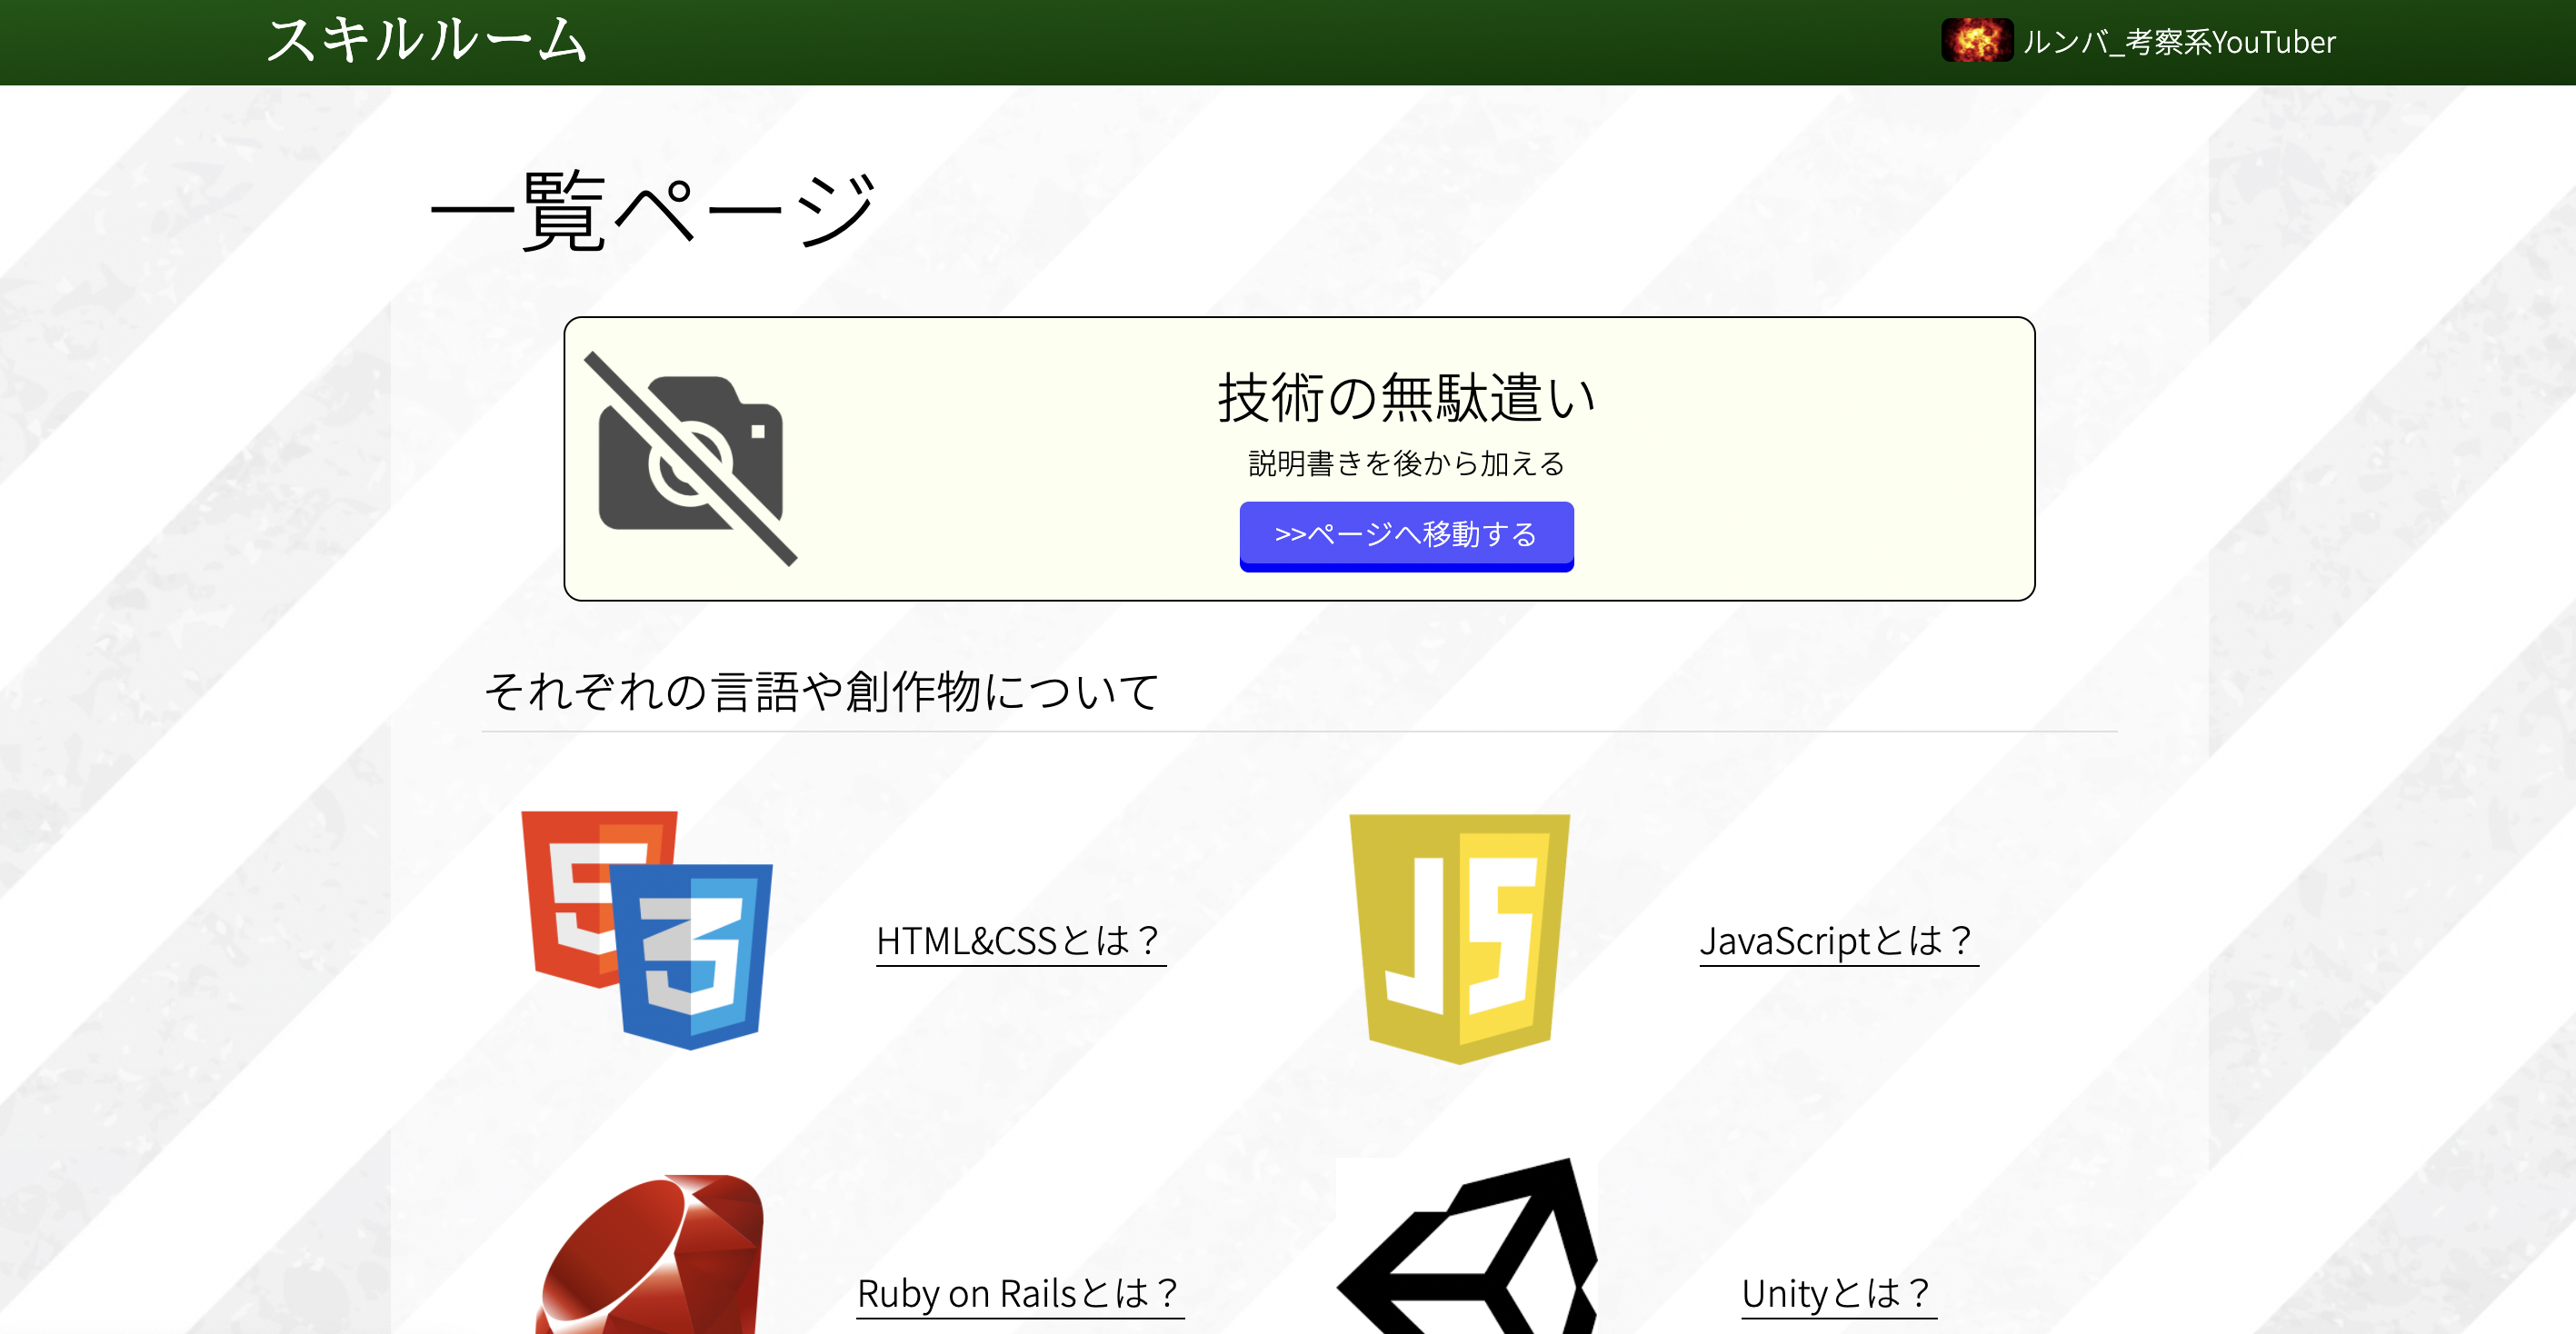 スキルルーム
ルンバ_考察系YouTuber
一覧ページ
技術の無駄遣い
説明書きを後から加える
>>ページへ移動する
それぞれの言語や創作物について
5
3
HTML&CSSとは？
JS
JavaScriptとは？
Ruby on Railsとは？
Unityとは？